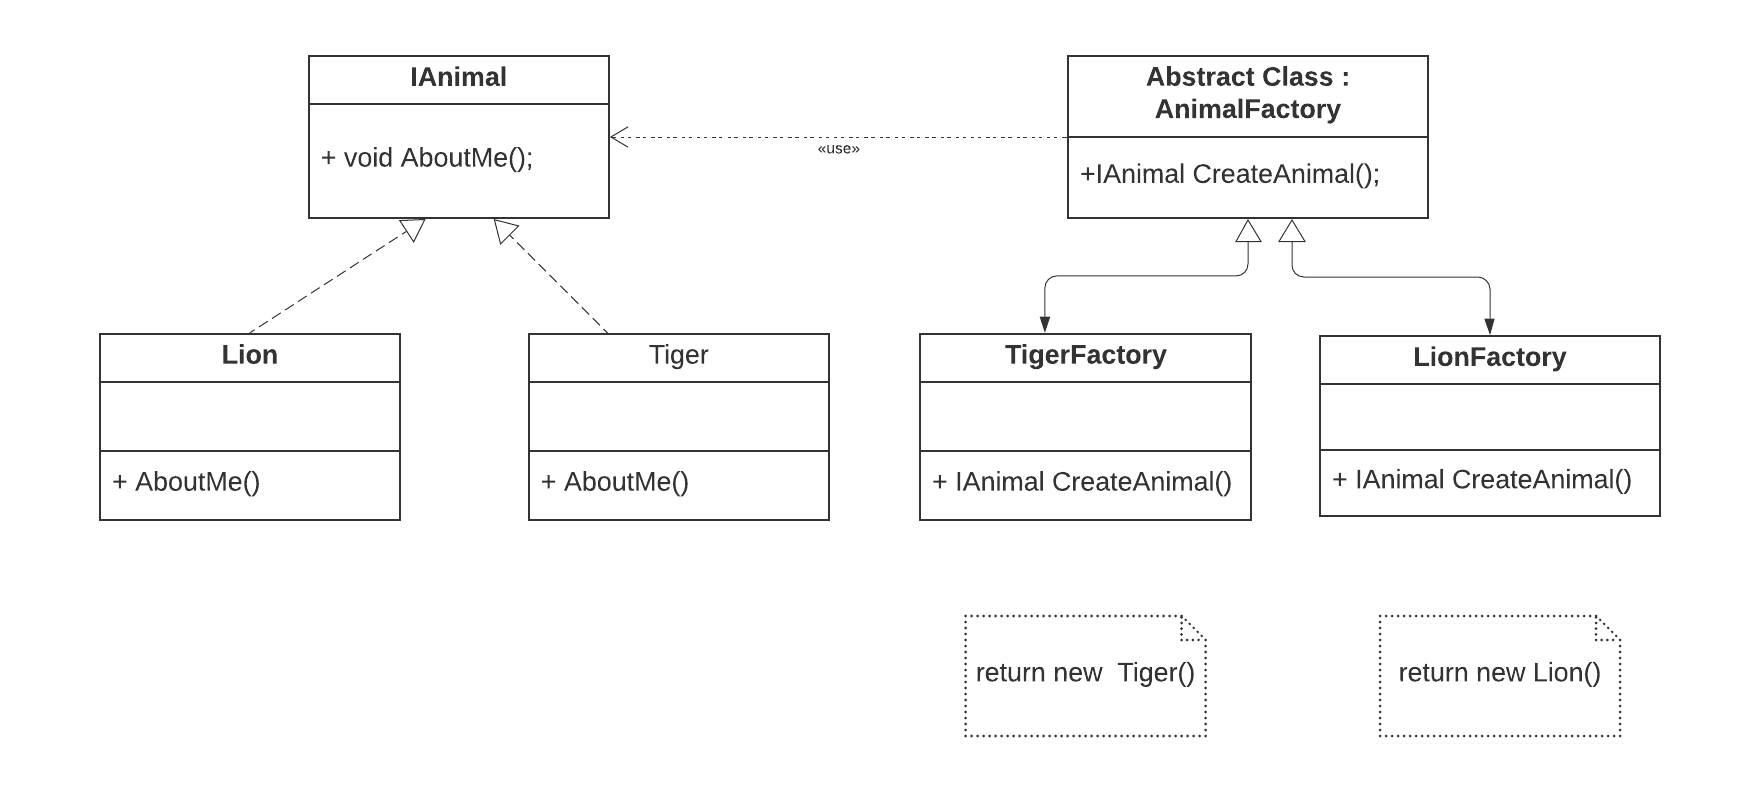 IAnimal
+ void AboutMe();
Abstract Class :
AnimalFactory
+IAnimal CreateAnimal();
«use»
Lion
+ AboutMe()
Tiger
+ AboutMe()
TigerFactory
+ IAnimal CreateAnimal()
LionFactory
+ IAnimal CreateAnimal()
return new  Tiger()
return new Lion()